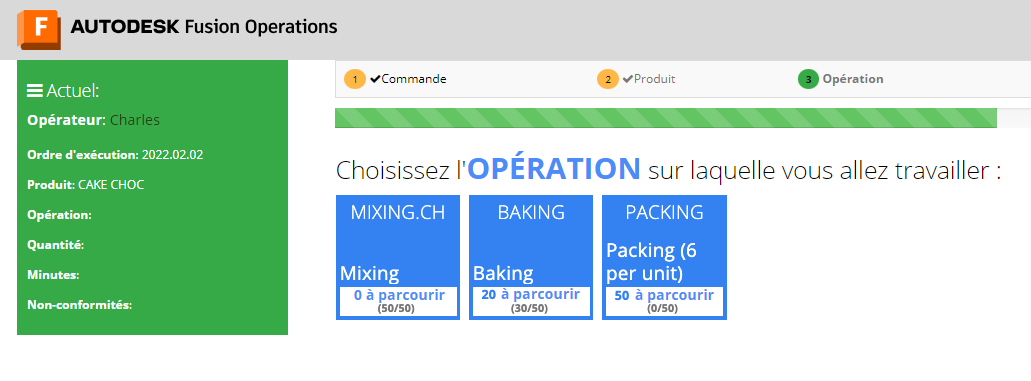 F AUTODESK Fusion Operations
Actuel:
Opérateur: Charles
Ordre d'exécution: 2022.02.02
Produit: CAKE CHOC
Opération:
Quantité:
Minutes:
Non-conformités:
1 Commande 2 Produit 3 Opération
Choisissez l'OPÉRATION sur laquelle vous allez travailler :
MIXING.CH
Mixing
0 à parcourir
(50/50)
BAKING
Baking
20 à parcourir
(30/50)
PACKING
Packing (6
per unit)
50 à parcourir
(0/50)